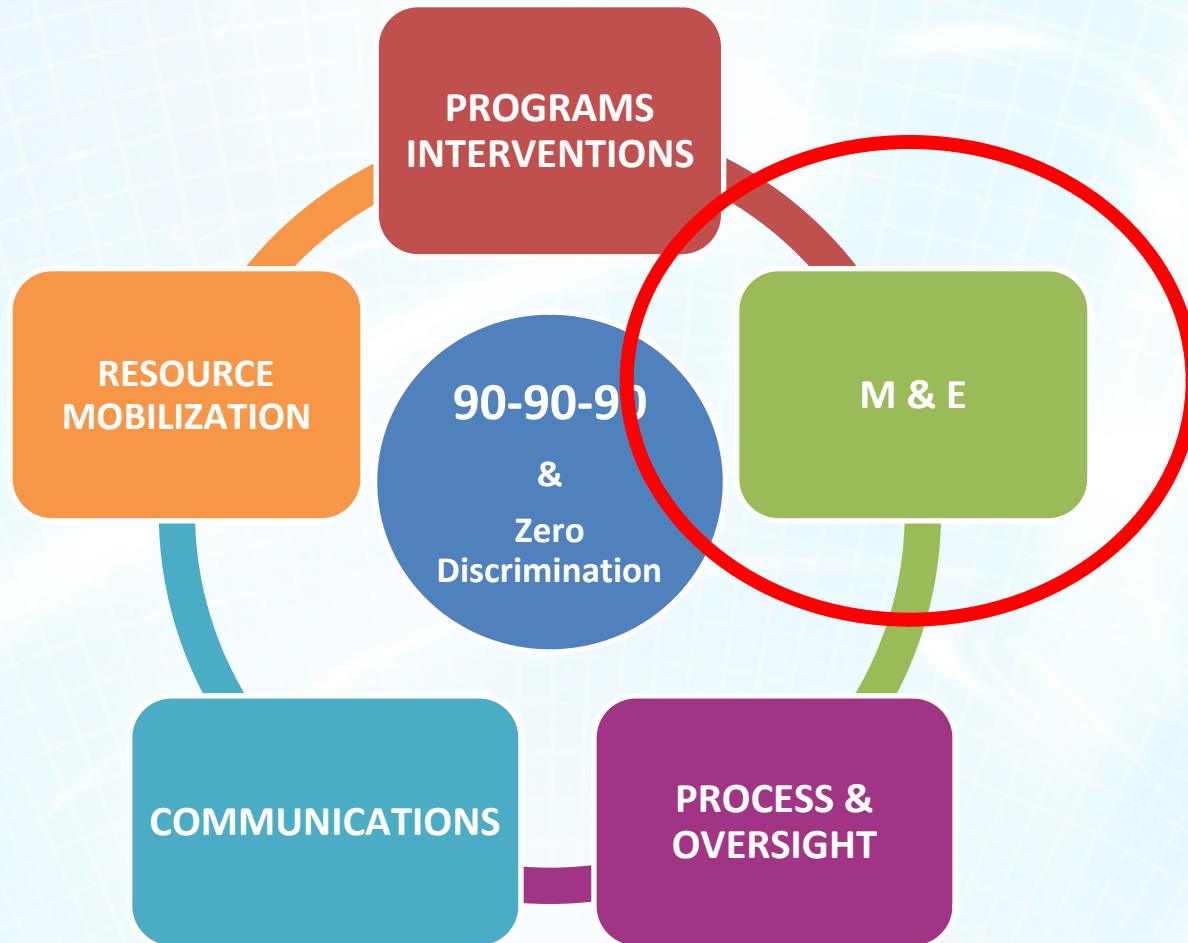 PROGRAMS
INTERVENTIONS
RESOURCE
MOBILIZATION
90-90-90
&
Zero
Discrimination
M & E
COMMUNICATIONS
PROCESS &
OVERSIGHT